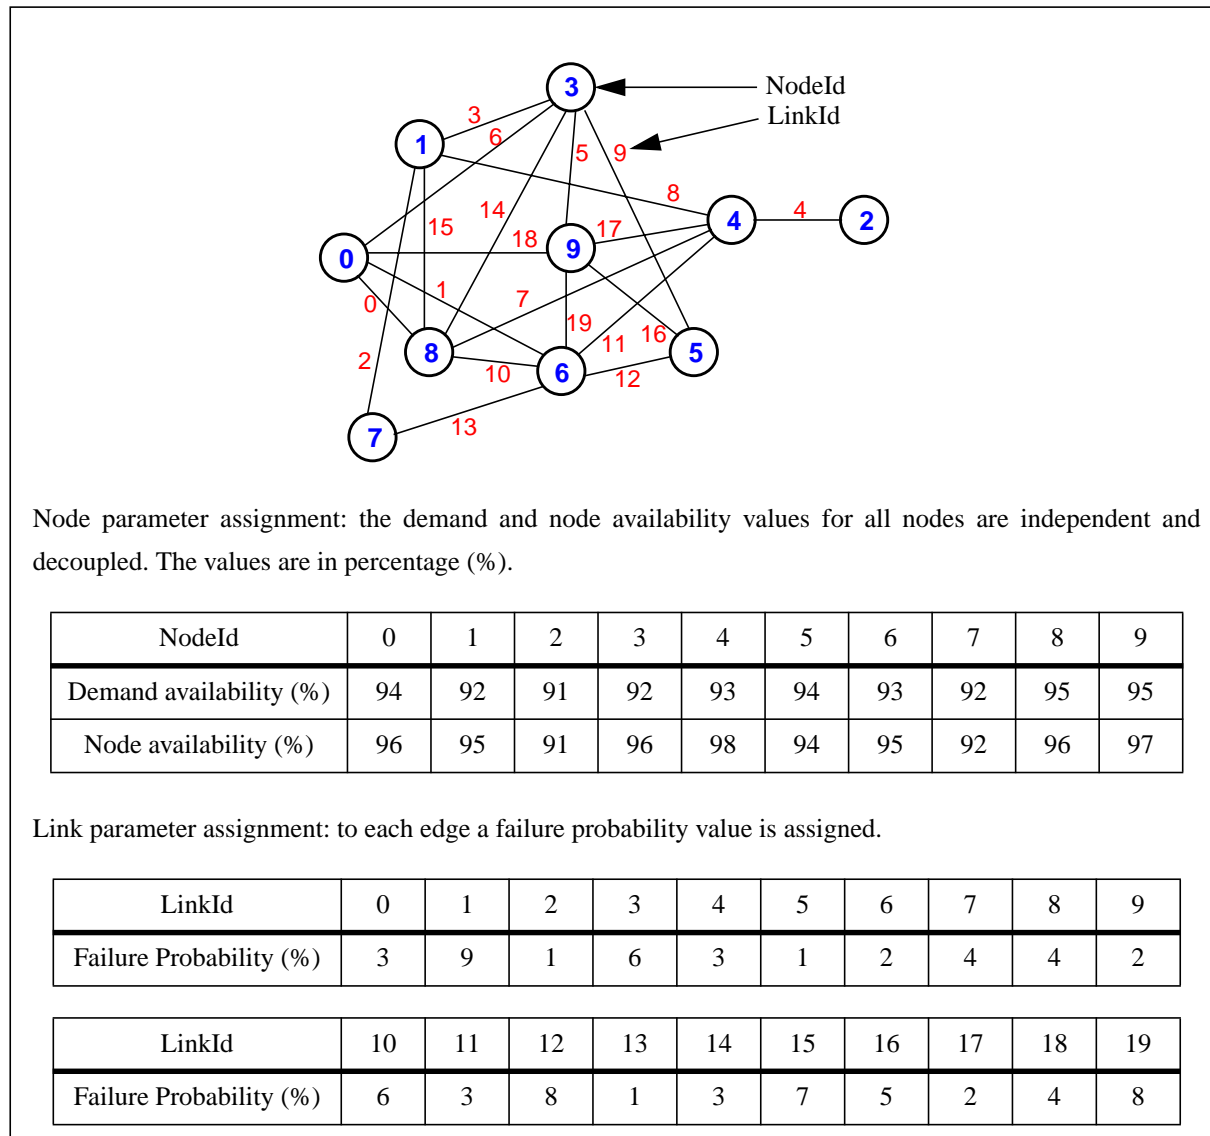 3
NodeId
LinkId
3
6
1
5
9
8
14
4
4
2
15
18
17
9
0
1
7
0
19
16
11
2
8
5
10
6
12
7
13
Node parameter assignment: the demand and node availability values for all nodes are independent and
decoupled. The values are in percentage (%).
NodeId 0 1 2 3 4 5 6 7 8 9
Demand availability (%) 94 92 91 92 93 94 93 92 95 95
Node availability (%) 96 95 91 96 98 94 95 92 96 97
Link parameter assignment: to each edge a failure probability value is assigned.
LinkId 0 1 2 3 4 5 6 7 8 9
Failure Probability (%) 3 9 1 6 3 1 2 4 4 2
LinkId 10 11 12 13 14 15 16 17 18 19
Failure Probability (%) 6 3 8 1 3 7 5 2 4 8